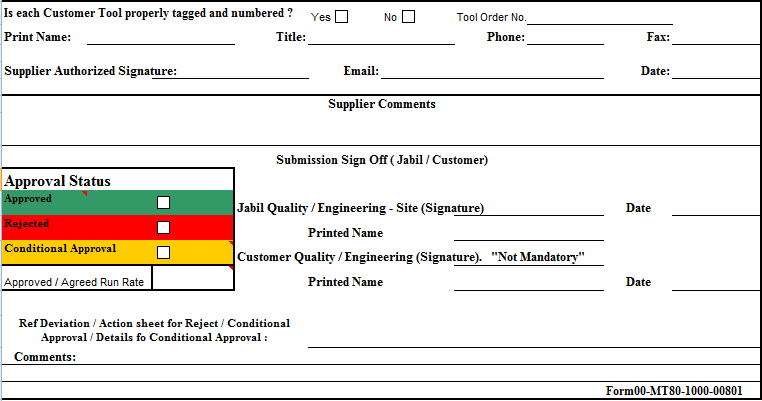 Is each Customer Tool properly tagged and numbered ? Yes No Tool Order No.
Print Name: Title: Phone: Fax:
Supplier Authorized Signature: Email: Date:
Supplier Comments
Submission Sign Off ( Jabil / Customer)
Approval Status
Approved
Jabil Quality / Engineering - Site (Signature) Date
Rejected
Printed Name
Conditional Approval
Customer Quality / Engineering (Signature). "Not Mandatory"
Approved / Agreed Run Rate Printed Name Date
Ref Deviation / Action sheet for Reject / Conditional
Approval / Details fo Conditional Approval :
Comments:
Form00-MT80-1000-00801